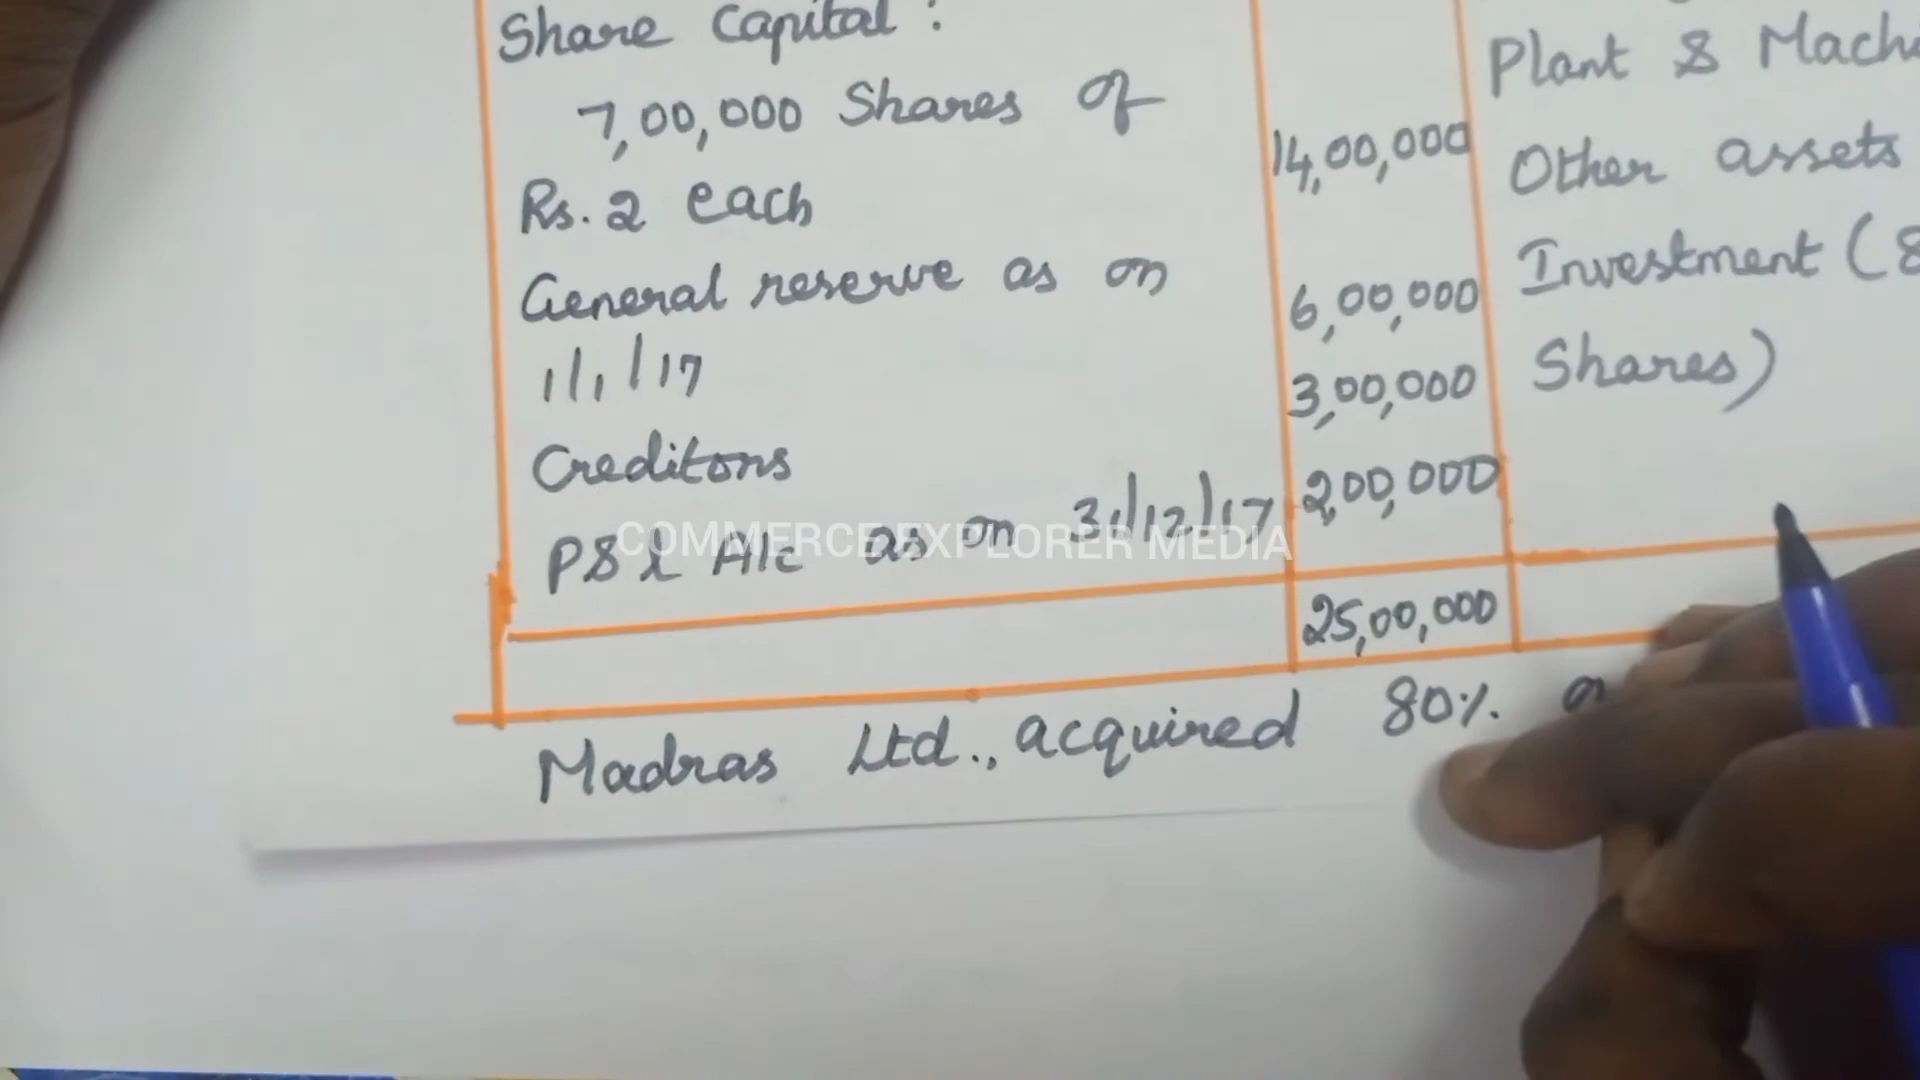 Share Capital:
7,00,000 Shares of
Rs. 2 each
14,00,000
General reserve as on
1/1/17
6,00,000
Creditors
3,00,000
P & L A/c as on 31/12/17
2,00,000
25,00,000
Plant &
Other assets
Investment (8
Shares)
Madras Ltd., acquired 80%
COMMERCE EXPLORER MEDIA